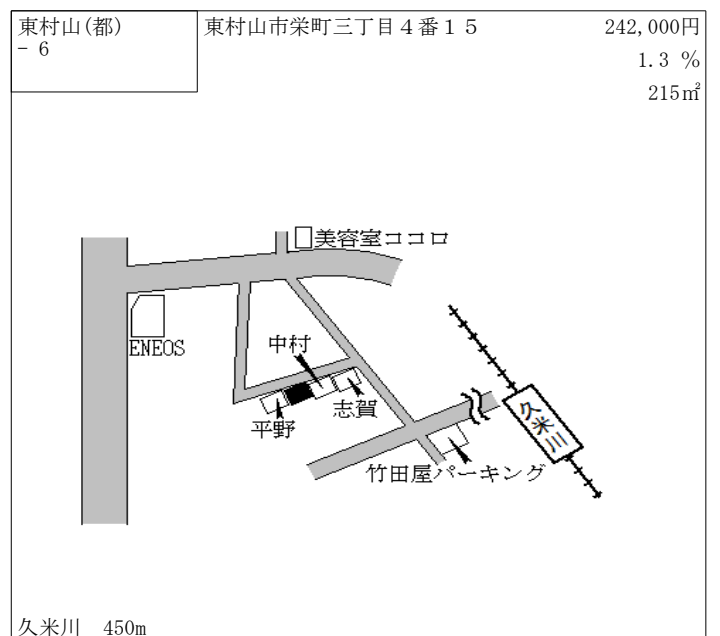 東村山(都)
- 6
東村山市栄町三丁目４番１５
242,000円
1.3 %
215㎡
美容室ココロ
ENEOS
中村
志賀
平野
久米川
竹田屋パーキング
久米川　450m